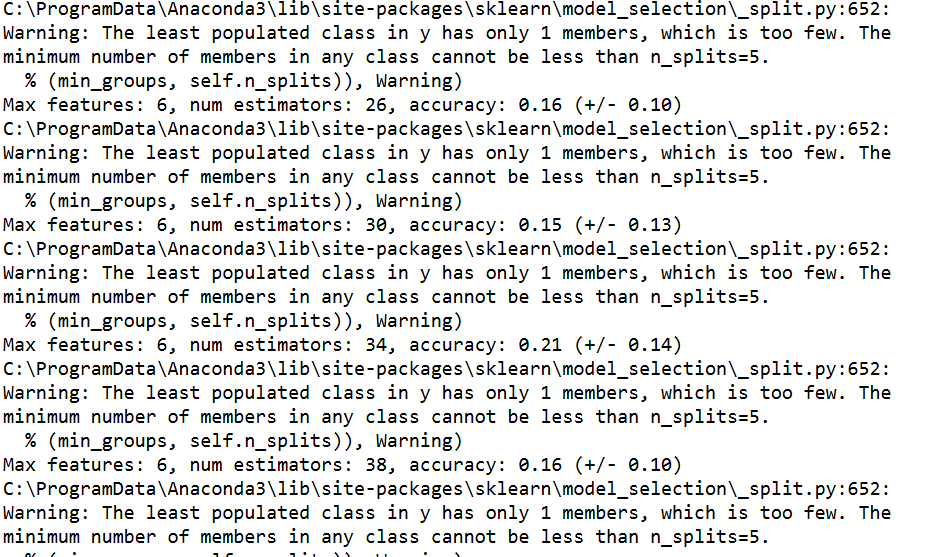 C:\ProgramData\Anaconda3\lib\site-packages\sklearn\model_selection\_split.py:652:
Warning: The least populated class in y has only 1 members, which is too few. The
minimum number of members in any class cannot be less than n_splits=5.
% (min_groups, self.n_splits)), Warning)
Max features: 6, num estimators: 26, accuracy: 0.16 (+/- 0.10)
C:\ProgramData\Anaconda3\lib\site-packages\sklearn\model_selection\_split.py:652:
Warning: The least populated class in y has only 1 members, which is too few. The
minimum number of members in any class cannot be less than n_splits=5.
% (min_groups, self.n_splits)), Warning)
Max features: 6, num estimators: 30, accuracy: 0.15 (+/- 0.13)
C:\ProgramData\Anaconda3\lib\site-packages\sklearn\model_selection\_split.py:652:
Warning: The least populated class in y has only 1 members, which is too few. The
minimum number of members in any class cannot be less than n_splits=5.
% (min_groups, self.n_splits)), Warning)
Max features: 6, num estimators: 34, accuracy: 0.21 (+/- 0.14)
C:\ProgramData\Anaconda3\lib\site-packages\sklearn\model_selection\_split.py:652:
Warning: The least populated class in y has only 1 members, which is too few. The
minimum number of members in any class cannot be less than n_splits=5.
% (min_groups, self.n_splits)), Warning)
Max features: 6, num estimators: 38, accuracy: 0.16 (+/- 0.10)
C:\ProgramData\Anaconda3\lib\site-packages\sklearn\model_selection\_split.py:652:
Warning: The least populated class in y has only 1 members, which is too few. The
minimum number of members in any class cannot be less than n_splits=5.